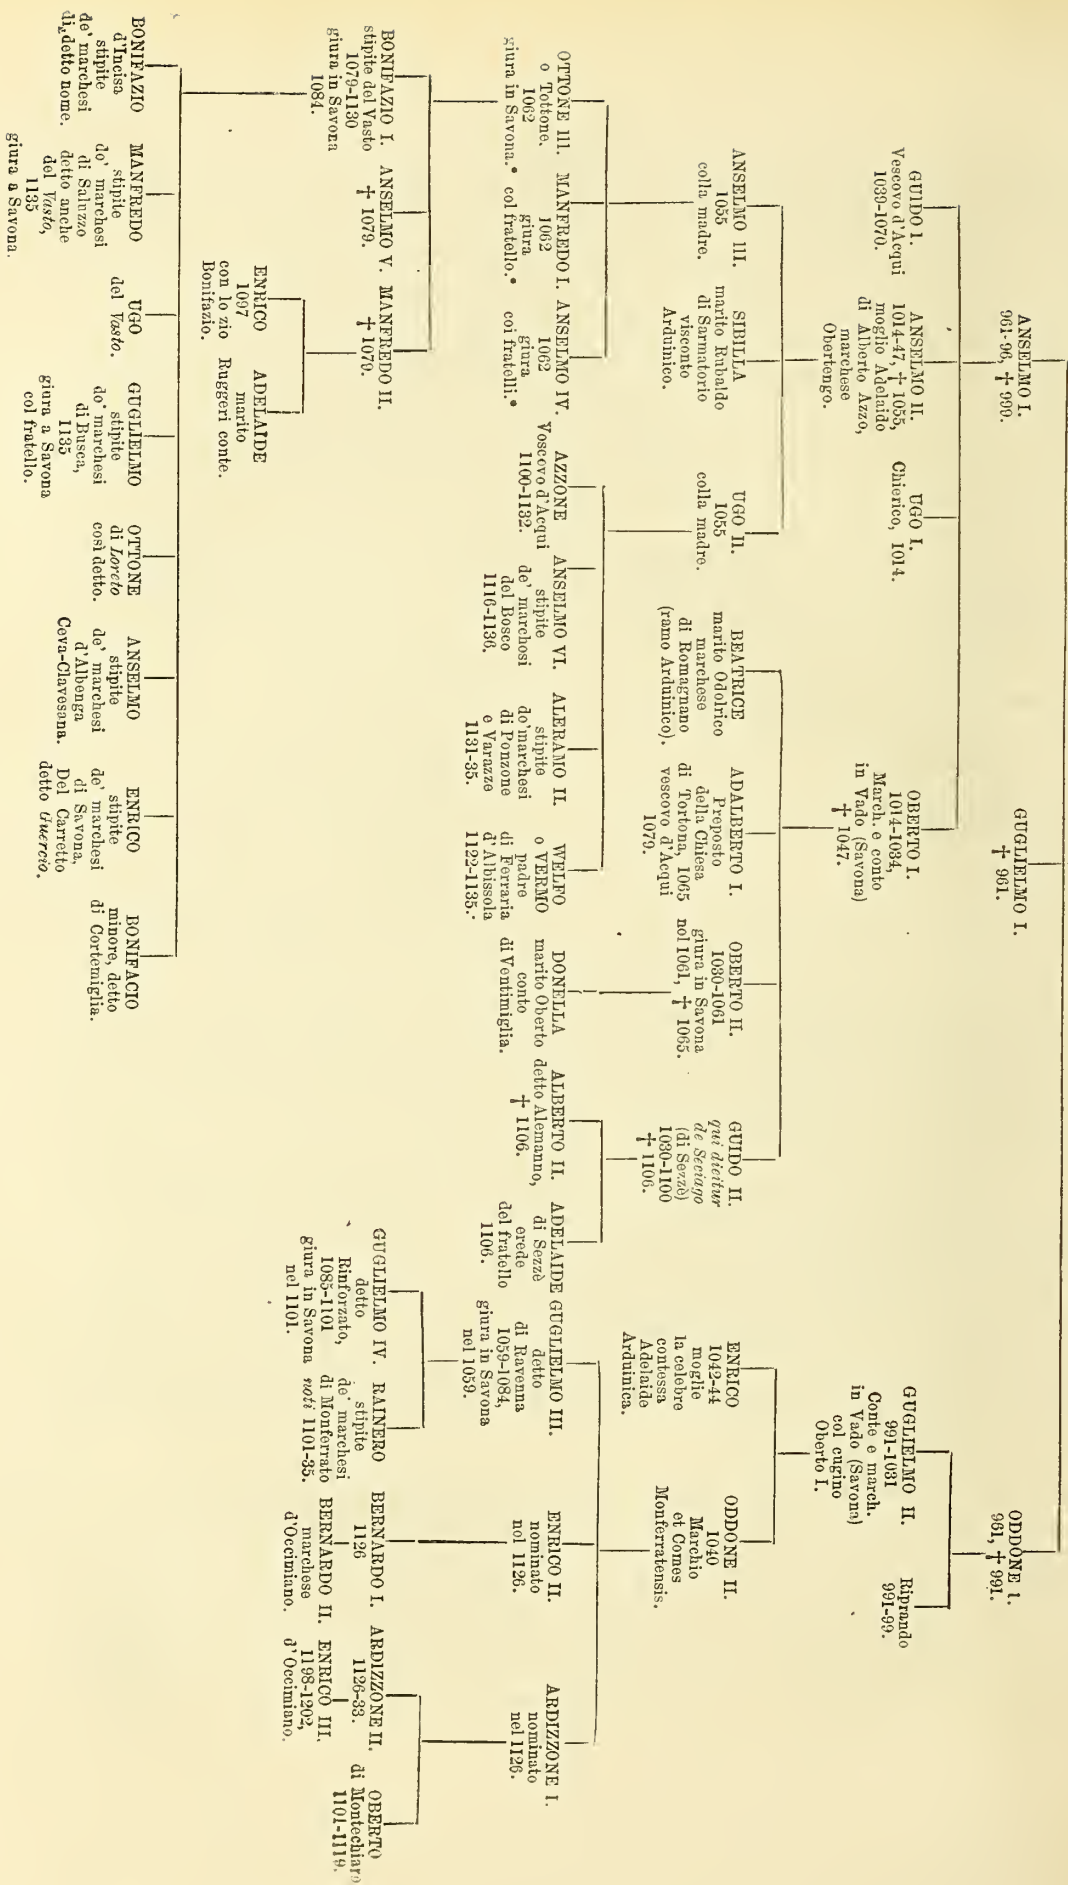 ANSELMO I.
961-96, † 999.
GUGLIELMO I.
† 961.
ODDONE I.
961, † 991.
GUIDO I.
Vescovo d'Acqui
1039-1070.
ANSELMO II.
1014-47, † 1055,
moglio Adelaido
di Alberto Azzo,
marchese
Obertengo.
UGO I.
Chierico, 1014.
OBERTO I.
1014-1034,
March. e conto
in Vado (Savona)
† 1047.
GUGLIELMO II.
991-1031
Conte e march.
in Vado (Savona)
col cugino
Oberto I.
Riprando
991-99.
ANSELMO III.
1055
colla madre.
SIBILLA
marito Rubaldo
di Sarmatorio
visconto
Arduinico.
UGO II.
1055
colla madre.
BEATRICE
marito Odolrico
marchese
di Romagnano
(ramo Arduinico).
ADALBERTO I.
Preposto
della Chiesa
di Tortona, 1065
vescovo d'Acqui
1079.
OBERTO II.
1030-1061
giura in Savona
nel 1061, † 1065.
GUIDO II.
qui dicitur
de Seciago
(di Sezzè)
1030-1100
† 1106.
ENRICO
1042-44
moglie
la celebre
contessa
Adelaide
Arduinica.
ODDONE II.
1040
Marchio
et Comes
Monferratensis.
OTTONE III.
o Tottone.
1062
giura in Savona.*
MANFREDO I.
1062
giura
col fratello.*
ANSELMO IV.
1062
giura
coi fratelli.*
AZZONE
Voscovo d'Acqui
1100-1132.
ANSELMO VI.
stipite
de' marchosi
del Bosco
1116-1136.
ALERAMO II.
stipite
do' marchesi
di Ponzone
e Varazze
1131-35.
WELFO
o VERMO
padre
di Ferraria
d'Albissola
1122-1135.
DONELLA
marito Oberto
conto
di Ventimiglia.
ALBERTO II.
detto Alemanno,
† 1106.
ADELAIDE
di Sezzè
erede
del fratello
1106.
GUGLIELMO III.
detto
di Ravenna
1059-1084,
giura in Savona
nel 1059.
ENRICO II.
nominato
nol 1126.
ARDIZZONE I.
nominato
nel 1126.
BONIFAZIO I.
stipite del Vasto
1079-1130
giura in Savona
1084.
ANSELMO V.
† 1079.
MANFREDO II.
† 1079.
GUGLIELMO IV.
detto
Rinforzato,
1085-1101
giura in Savona
nel 1101.
RAINERO
stipite
de' marchesi
di Monferrato
noti 1101-35.
BERNARDO I.
1126
BERNARDO II.
marchese
d'Occimiano.
ARDIZZONE II.
1126-33.
ENRICO III.
1198-1202,
d'Occimiano.
OBERTO
di Montechiaro
1101-1119.
ENRICO
1097
con lo zio
Bonifazio.
ADELAIDE
marito
Ruggeri conte.
BONIFAZIO
d'Incisa
stipite
de' marchesi
di detto nome.
MANFREDO
stipite
do' marchesi
di Saluzzo
detto anche
del Vasto,
1135
giura a Savona.
UGO
del Vasto.
GUGLIELMO
stipite
do' marchesi
di Busca,
1135
giura a Savona
col fratello.
OTTONE
di Loreto
così detto.
ANSELMO
stipite
de' marchesi
d'Albenga
Ceva-Clavesana.
ENRICO
stipite
de' marchesi
di Savona,
Del Carretto
detto Guercio.
BONIFACIO
minore, detto
di Cortemiglia.